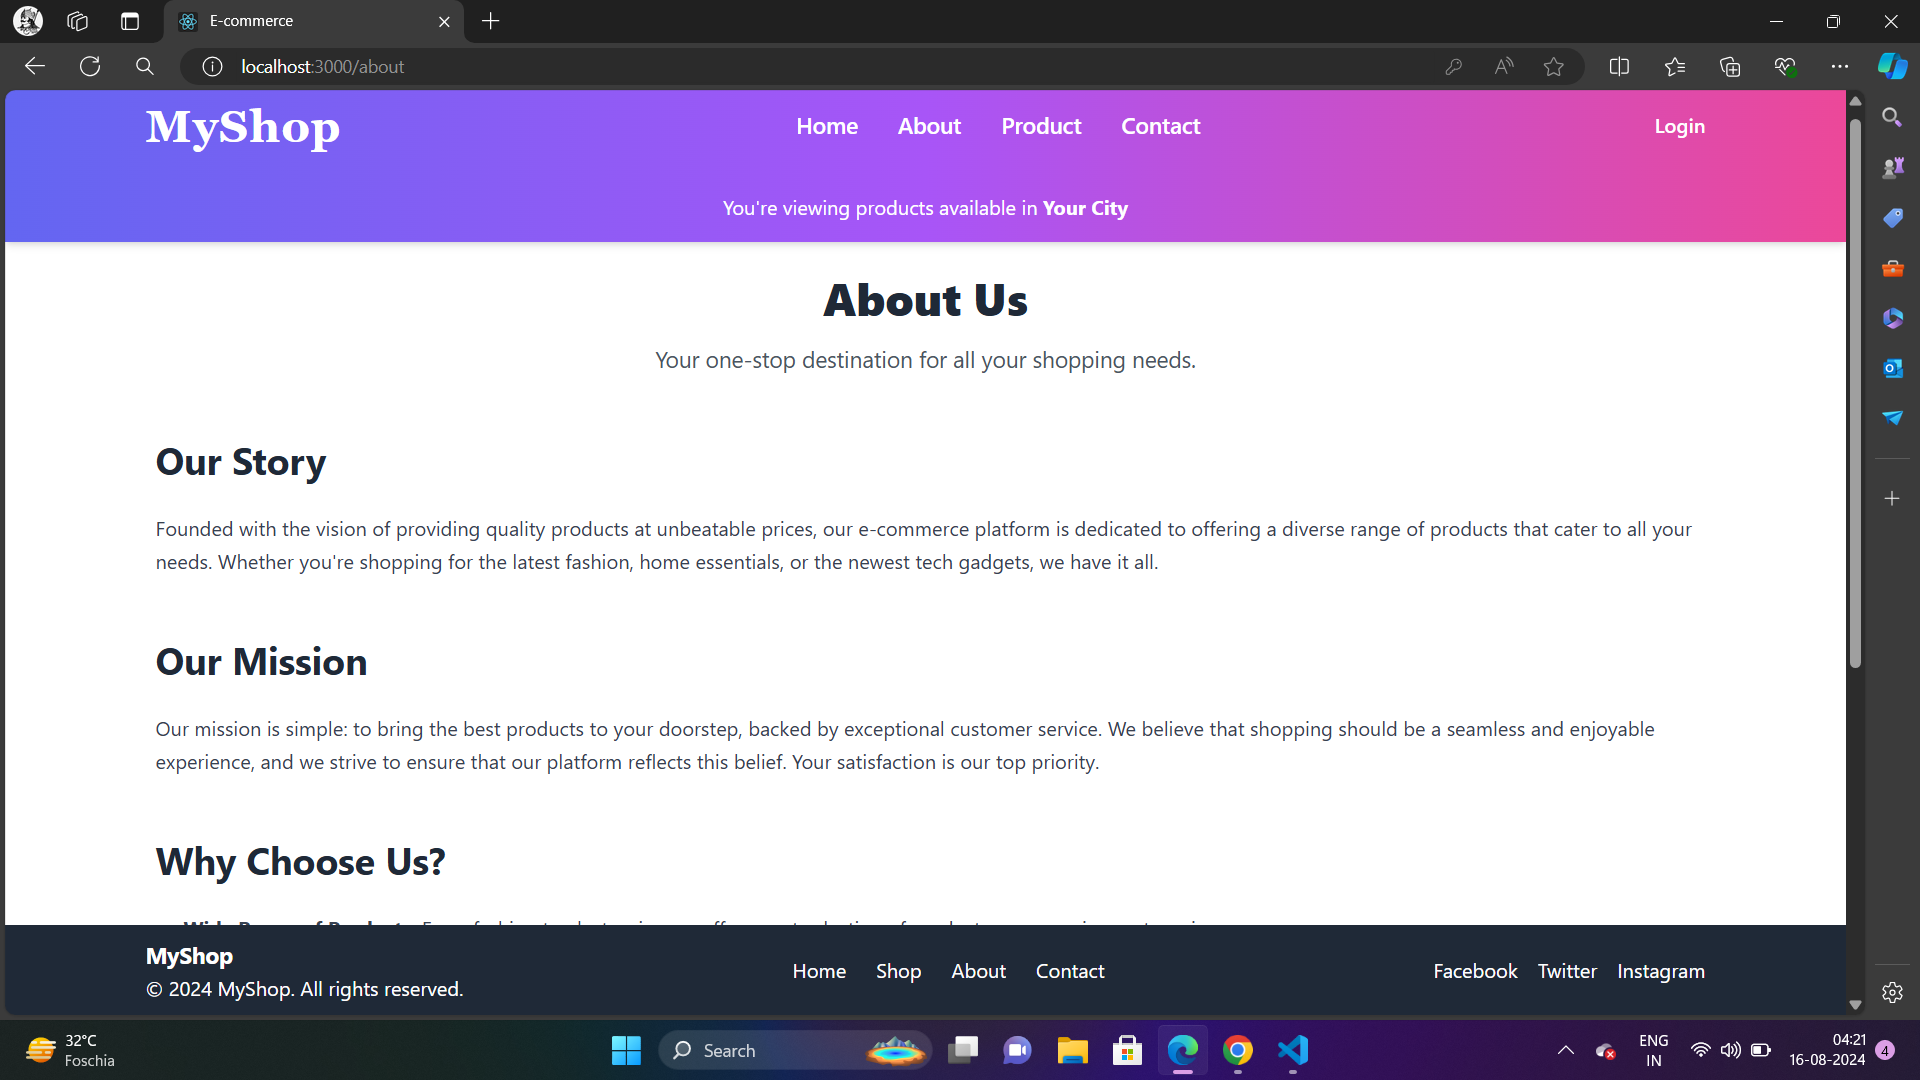 E-commerce
localhost:3000/about
MyShop
Home About Product Contact
Login
You're viewing products available in Your City
About Us
Your one-stop destination for all your shopping needs.
Our Story
Founded with the vision of providing quality products at unbeatable prices, our e-commerce platform is dedicated to offering a diverse range of products that cater to all your
needs. Whether you're shopping for the latest fashion, home essentials, or the newest tech gadgets, we have it all.
Our Mission
Our mission is simple: to bring the best products to your doorstep, backed by exceptional customer service. We believe that shopping should be a seamless and enjoyable
experience, and we strive to ensure that our platform reflects this belief. Your satisfaction is our top priority.
Why Choose Us?
MyShop
© 2024 MyShop. All rights reserved.
Home Shop About Contact
Facebook Twitter Instagram
32°C
Foschia
Search
ENG
IN
04:21
16-08-2024
4